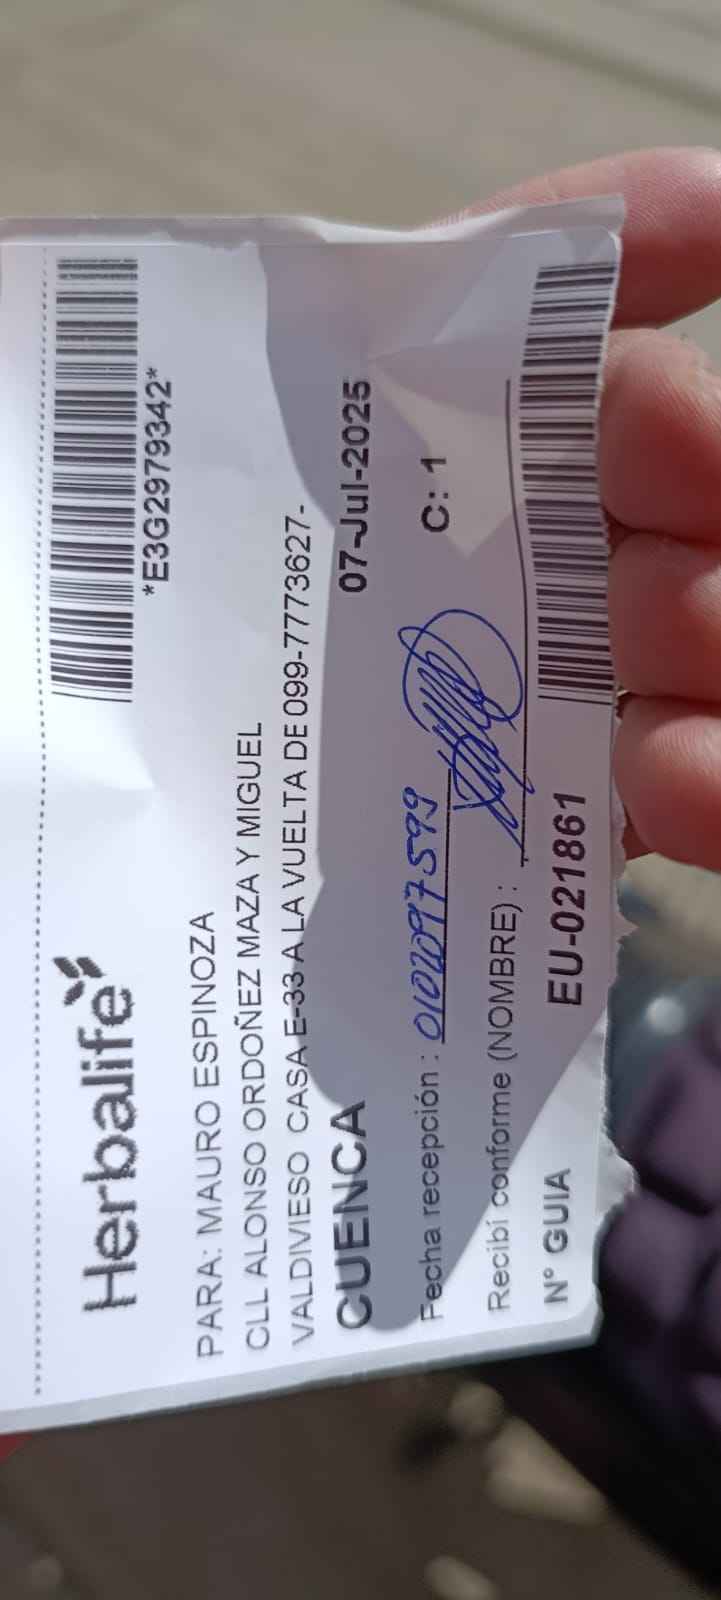 Herbalife
*E3G2979342*
PARA: MAURO ESPINOZA
CLL ALONSO ORDOÑEZ MAZA Y MIGUEL
VALDIVIESO CASA E-33 A LA VUELTA DE 099-7773627-
CUENCA 07-Jul-2025
Fecha recepción : 0102097599 C: 1
Recibí conforme (NOMBRE) :
N° GUIA EU-021861